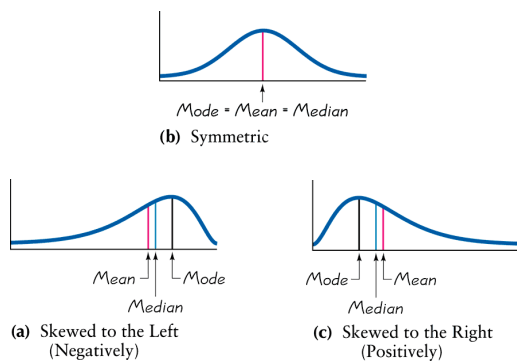 Mode = Mean = Median
(b) Symmetric
Mean
Mode
Median
(a) Skewed to the Left
(Negatively)
Mode
Mean
Median
(c) Skewed to the Right
(Positively)